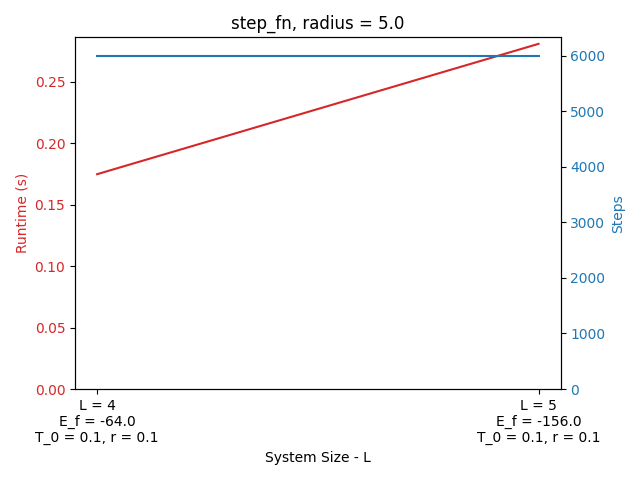 step_fn, radius = 5.0
Runtime (s)
0.25
0.20
0.15
0.10
0.05
0.00
6000
5000
4000
3000
2000
1000
0
Steps
L = 4
E_f = -64.0
T_0 = 0.1, r = 0.1
L = 5
E_f = -156.0
T_0 = 0.1, r = 0.1
System Size - L